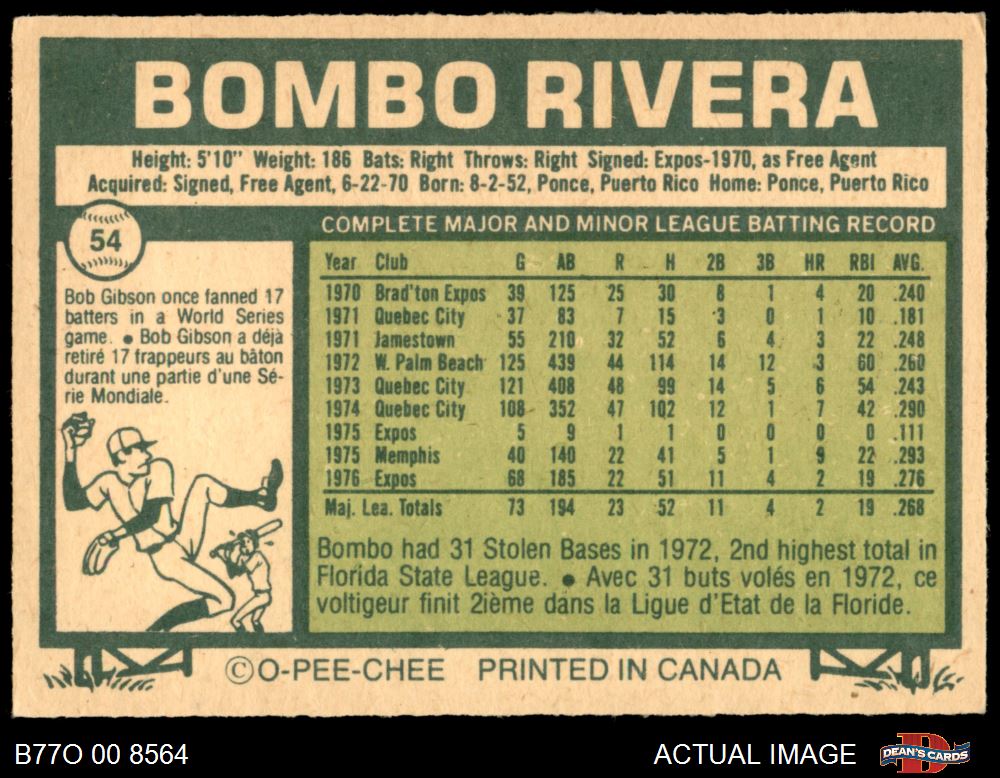 BOMBO RIVERA
Height: 5'10" Weight: 186 Bats: Right Throws: Right Signed: Expos-1970, as Free Agent
Acquired: Signed, Free Agent, 6-22-70 Born: 8-2-52, Ponce, Puerto Rico Home: Ponce, Puerto Rico
54
COMPLETE MAJOR AND MINOR LEAGUE BATTING RECORD
Bob Gibson once fanned 17
batters in a World Series
game. ● Bob Gibson a déjà
retiré 17 frappeurs au bâton
durant une partie d'une Sé-
rie Mondiale.
Year Club G AB R H 2B 3B HR RBI AVG.
1970 Brad'ton Expos 39 125 25 30 8 1 4 20 .240
1971 Quebec City 37 83 7 15 3 0 1 10 .181
1971 Jamestown 55 210 32 52 6 4 3 22 .248
1972 W. Palm Beach 125 439 44 114 14 12 3 60 .260
1973 Quebec City 121 408 48 99 14 5 6 54 .243
1974 Quebec City 108 352 47 102 12 1 7 42 .290
1975 Expos 5 9 1 1 0 0 0 0 .111
1975 Memphis 40 140 22 41 5 1 9 22 .293
1976 Expos 68 185 22 51 11 4 2 19 .276
Maj. Lea. Totals 73 194 23 52 11 4 2 19 .268
Bombo had 31 Stolen Bases in 1972, 2nd highest total in
Florida State League. ● Avec 31 buts volés en 1972, ce
voltigeur finit 2ième dans la Ligue d'Etat de la Floride.
©O-PEE-CHEE PRINTED IN CANADA
B77O 00 8564
ACTUAL IMAGE
DEAN'S CARDS